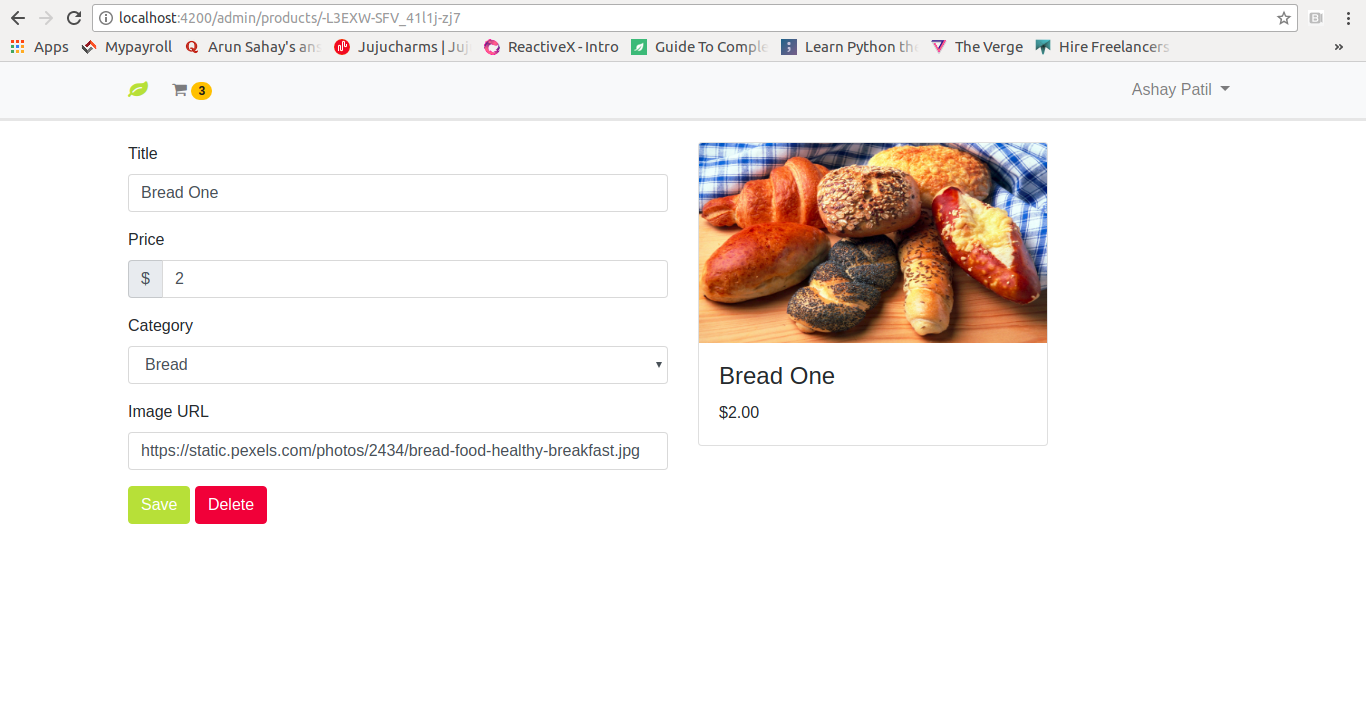 localhost:4200/admin/products/-L3EXW-SFV_41l1j-zj7
Apps Mypayroll Arun Sahay's an Jujucharms | Juj ReactiveX - Intro Guide To Comple Learn Python the The Verge Hire Freelancers »
3 Ashay Patil
Title
Bread One
Price
$ 2
Category
Bread
Image URL
https://static.pexels.com/photos/2434/bread-food-healthy-breakfast.jpg
Save Delete
Bread One
$2.00